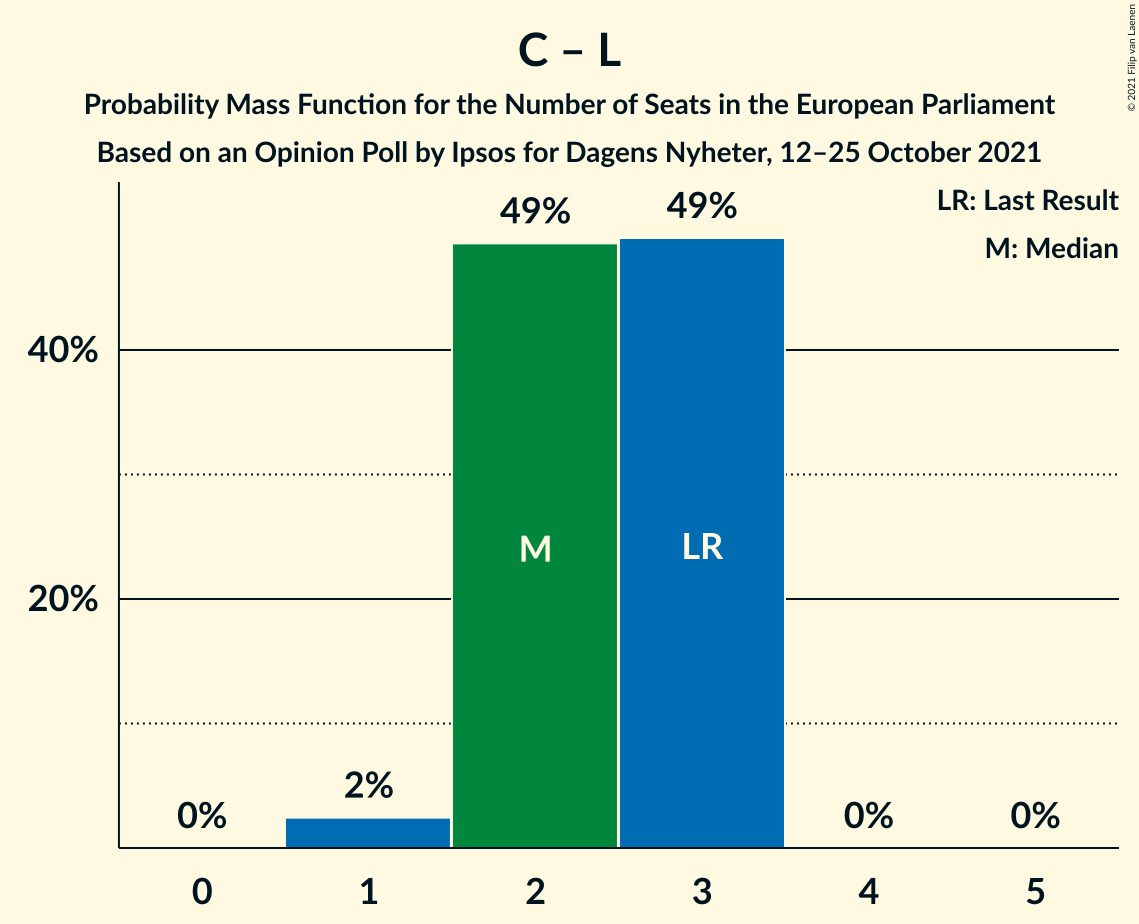 C – L
Probability Mass Function for the Number of Seats in the European Parliament
Based on an Opinion Poll by Ipsos for Dagens Nyheter, 12–25 October 2021
© 2021 Filip van Laenen
LR: Last Result
M: Median
49%
49%
40%
20%
M
LR
0%
2%
0%
0%
0
1
2
3
4
5